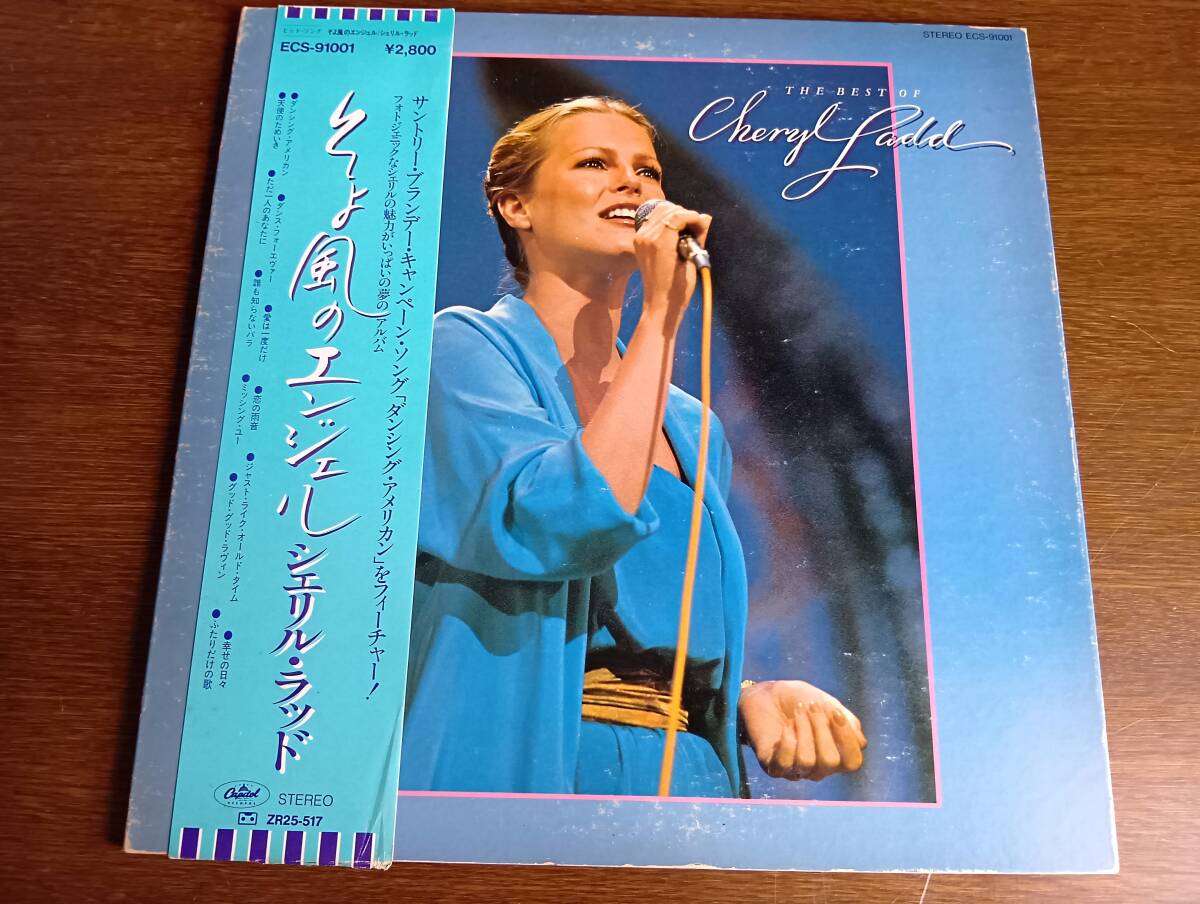 ヒット・ソング そよ風のエンジェル/シェリル・ラッド
ECS-91001 ¥2,800
サントリー・ブランデー・キャンペーン・ソング「ダンシング・アメリカン」をフィーチャー!
フォトジェニックなシェリルの魅力がいっぱいの夢のアルバム
そよ風のエンジェル
シェリル・ラッド
●ダンシング・アメリカン
●天使のためいき
●ダンス・フォーエヴァー
●ただ一人のあなたに
●愛は一度だけ
●誰も知らないバラ
●恋の雨音
●ミッシング・ユー
●ジャスト・ライク・オールド・タイム
●グッド・グッド・ラヴィン
●幸せの日々
●ふたりだけの歌
Capitol
RECORDS
STEREO
ZR25-517
STEREO ECS-91001
THE BEST OF
Cheryl Ladd